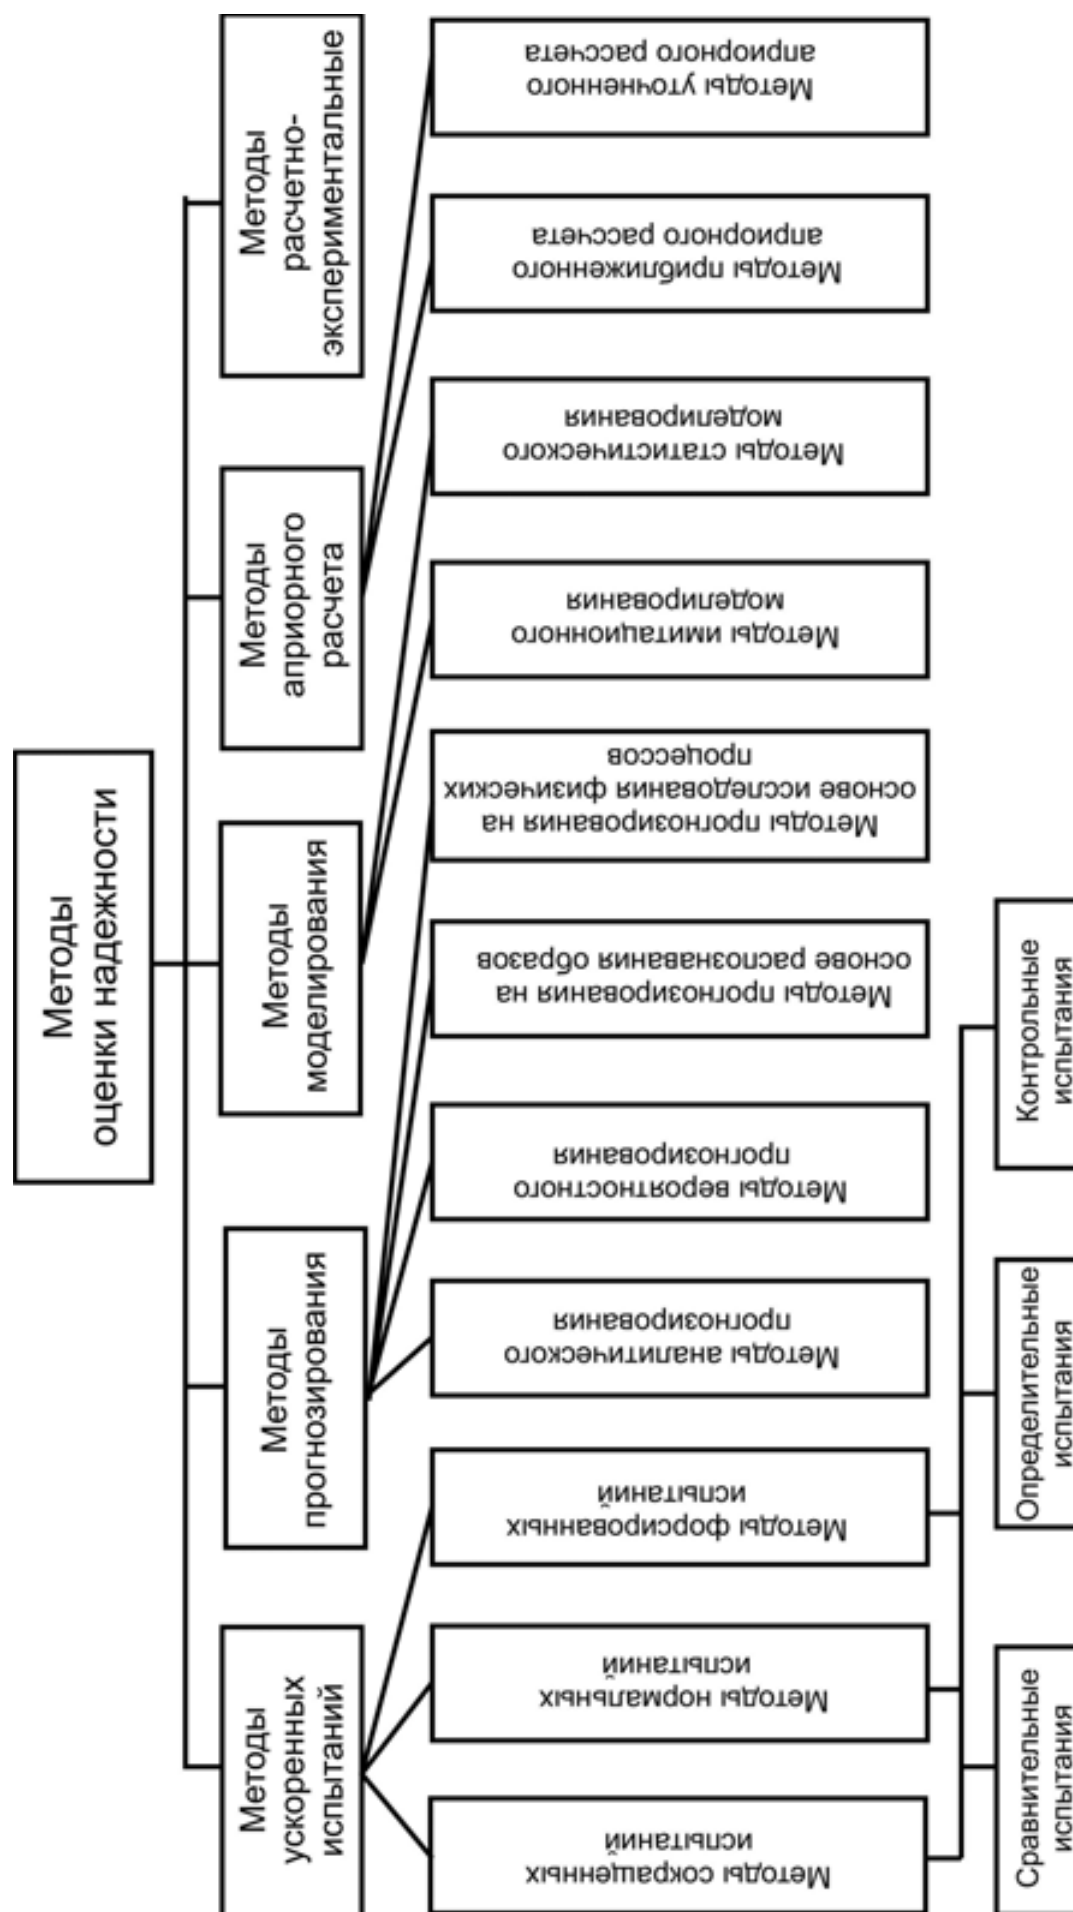 Методы
оценки надежности
Методы
ускоренных
испытаний
Методы
прогнозирования
Методы
моделирования
Методы
априорного
расчета
Методы
расчетно-
экспериментальные
Методы сокращенных
испытаний
Методы нормальных
испытаний
Методы форсированных
испытаний
Методы аналитического
прогнозирования
Методы вероятностного
прогнозирования
Методы прогнозирования на
основе распознавания образов
Методы прогнозирования на
основе исследования физических
процессов
Методы имитационного
моделирования
Методы статистического
моделирования
Методы приближенного
априорного рассчета
Методы уточненного
априорного рассчета
Сравнительные
испытания
Определительные
испытания
Контрольные
испытания